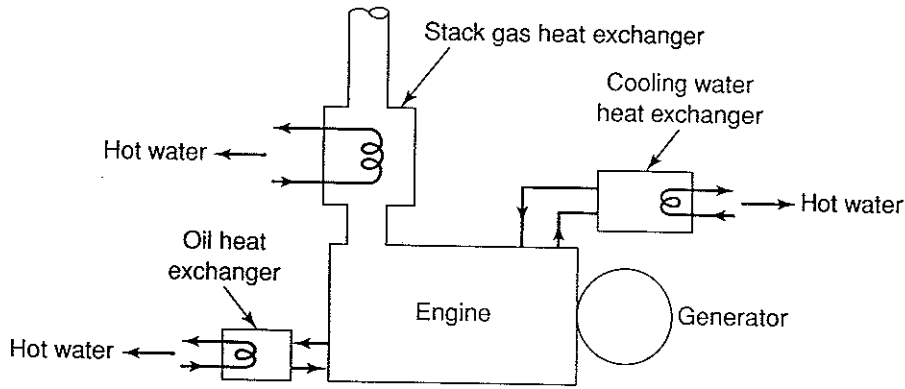 Stack gas heat exchanger
Cooling water
heat exchanger
Hot water
Hot water
Oil heat
exchanger
Engine
Generator
Hot water